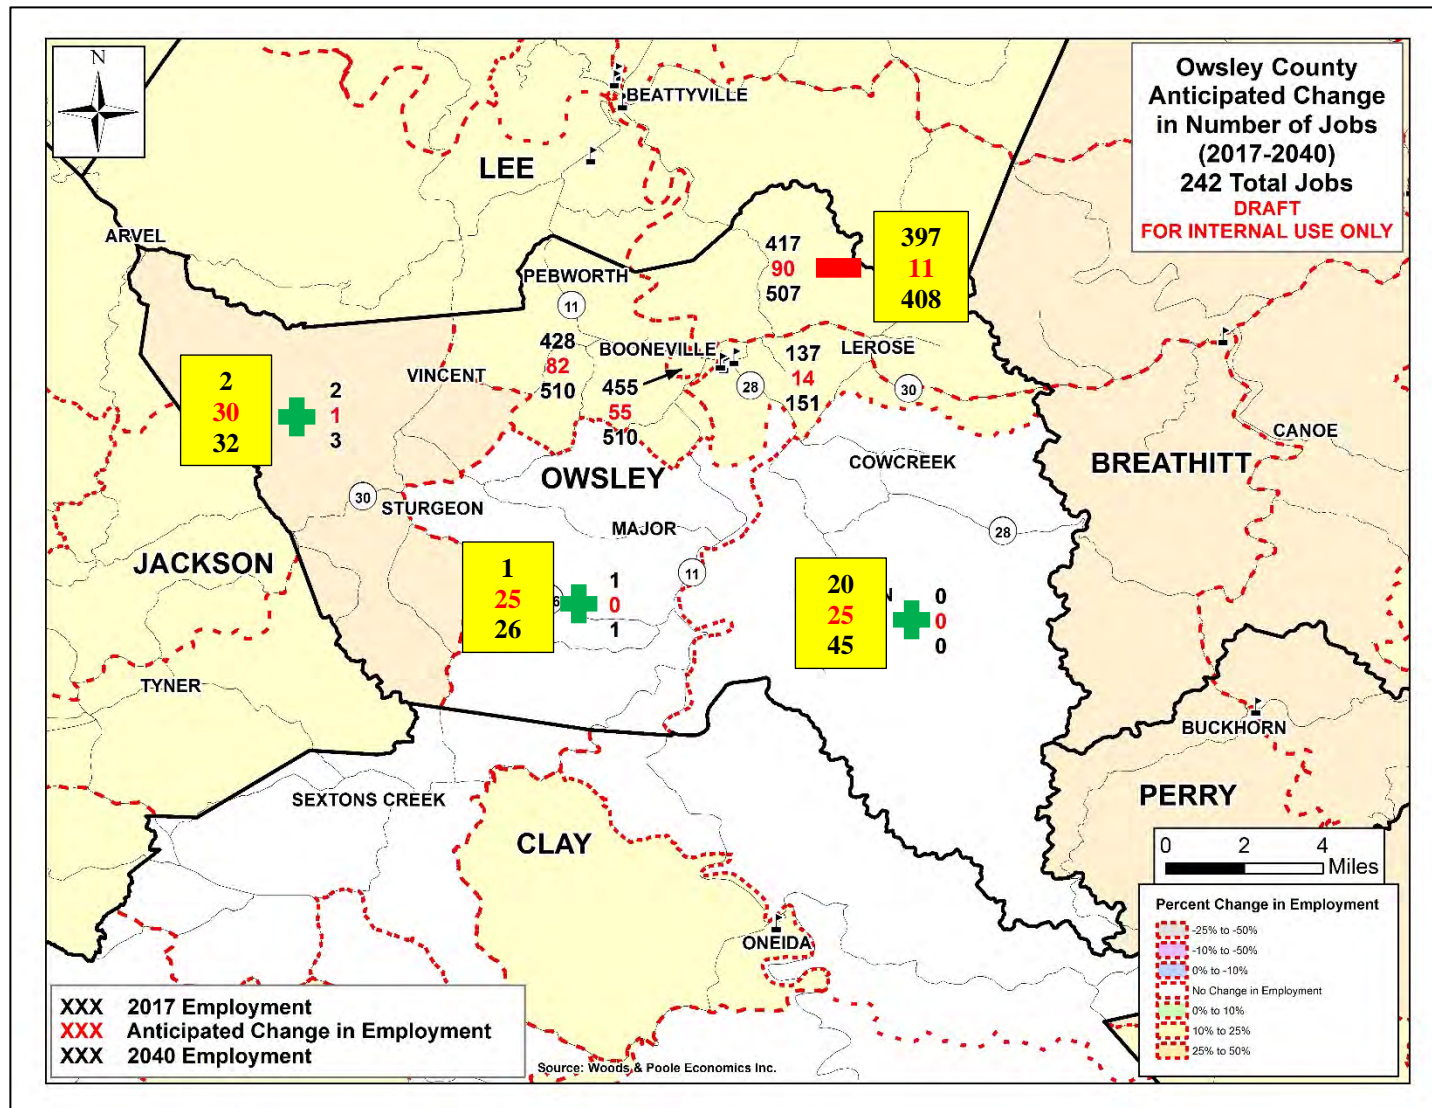 N
Owsley County
Anticipated Change
in Number of Jobs
(2017-2040)
242 Total Jobs
DRAFT
FOR INTERNAL USE ONLY
BEATTYVILLE
LEE
ARVEL
PEBWORTH
11
417
90
507
397
11
408
428
82
510
BOONEVILLE
455
55
510
28
137
14
151
LEROSE
30
VINCENT
2
30
32
2
1
3
CANOE
OWSLEY
COWCREEK
BREATHITT
30
STURGEON
MAJOR
28
JACKSON
1
25
26
6
1
0
1
11
20
25
45
N
0
0
0
TYNER
BUCKHORN
SEXTONS CREEK
PERRY
CLAY
0 2 4
Miles
ONEIDA
Percent Change in Employment
-25% to -50%
-10% to -50%
0% to -10%
No Change in Employment
0% to 10%
10% to 25%
25% to 50%
XXX 2017 Employment
XXX Anticipated Change in Employment
XXX 2040 Employment
Source: Woods & Poole Economics Inc.